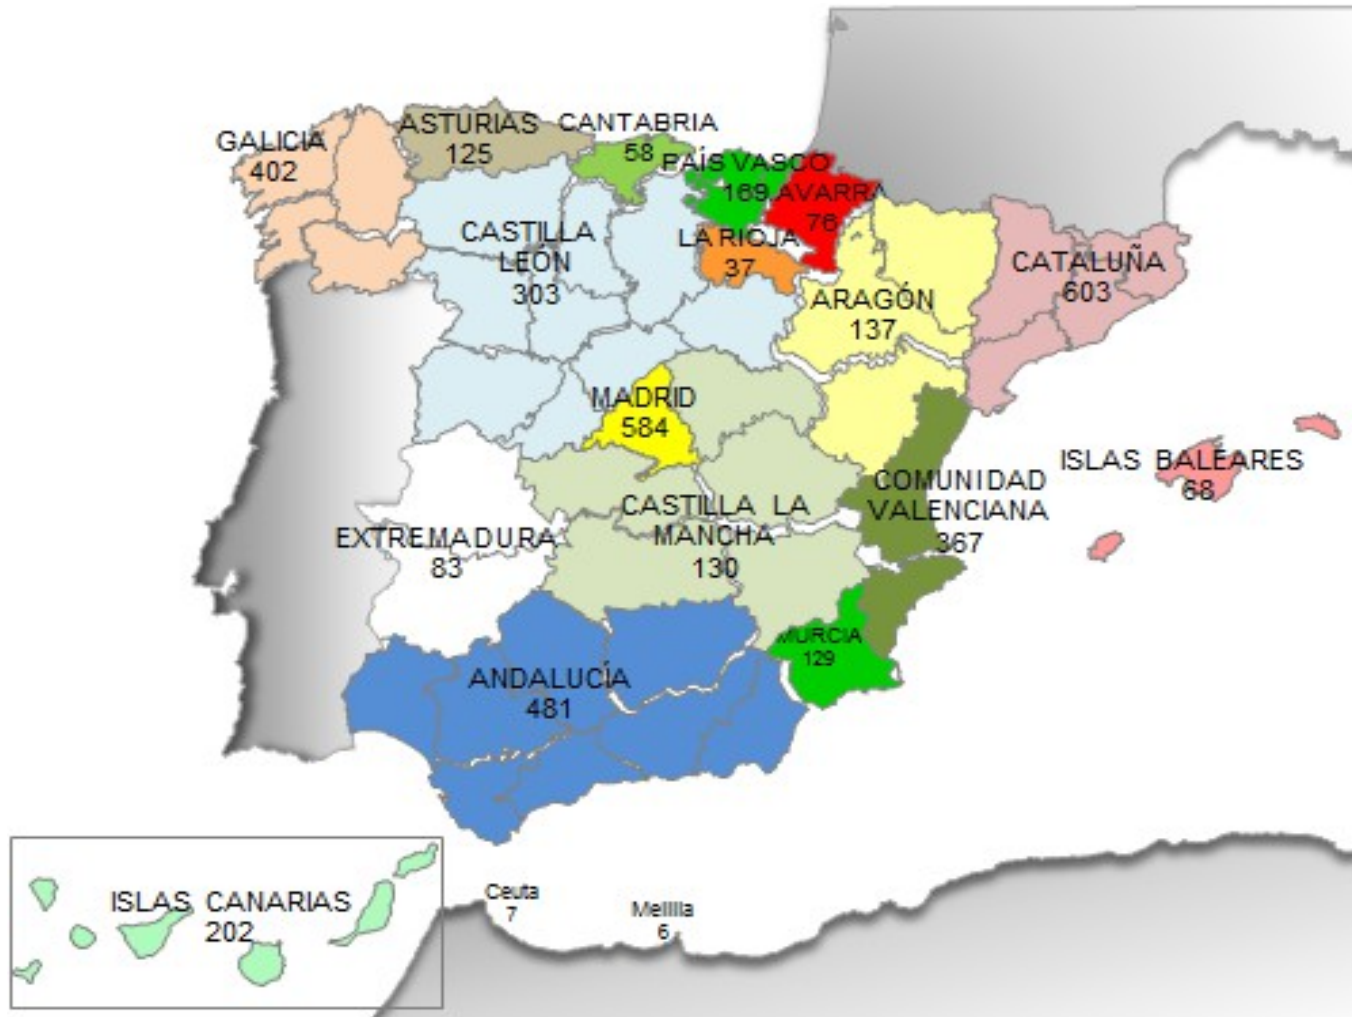 GALICIA
402
ASTURIAS
125
CANTABRIA
58
PAÍS VASCO
169
AVARRA
76
LA RIOJA
37
CASTILLA
LEÓN
303
ARAGÓN
137
CATALUÑA
603
MADRID
584
ISLAS BALEARES
68
COMUNIDAD
VALENCIANA
367
CASTILLA LA
MANCHA
130
EXTREMADURA
83
MURCIA
129
ANDALUCÍA
481
ISLAS CANARIAS
202
Ceuta
7
Melilla
6